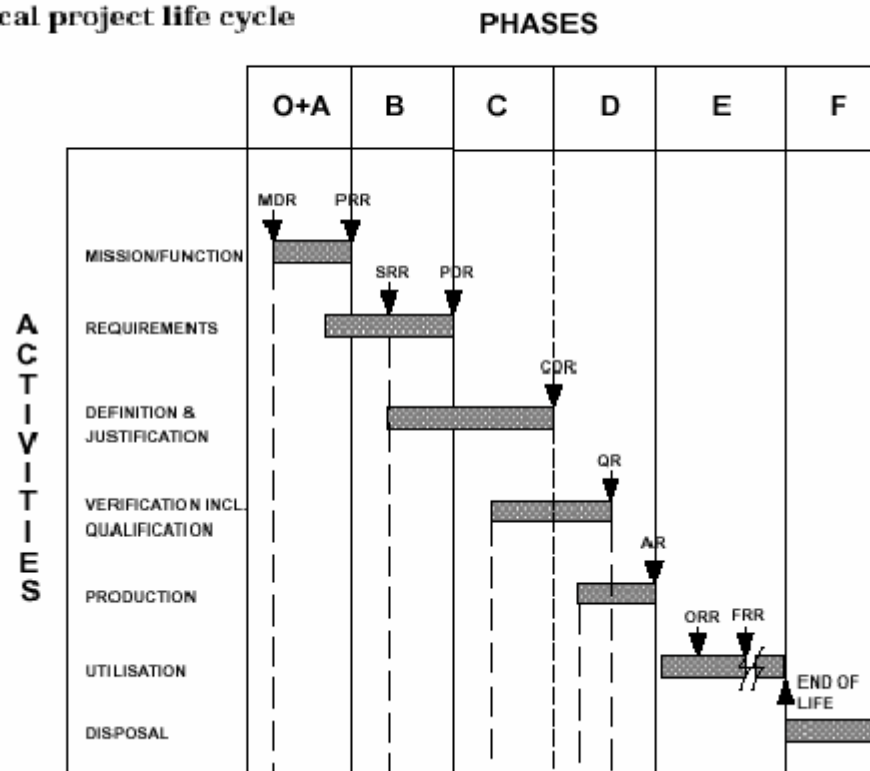 cal project life cycle
PHASES
O+A B C D E F
MDR PRR
MISSION/FUNCTION
SRR PDR
REQUIREMENTS
CDR
DEFINITION &
JUSTIFICATION
QR
VERIFICATION INCL.
QUALIFICATION
AR
PRODUCTION
ORR FRR
UTILISATION
END OF
LIFE
DISPOSAL
ACTIVITIES